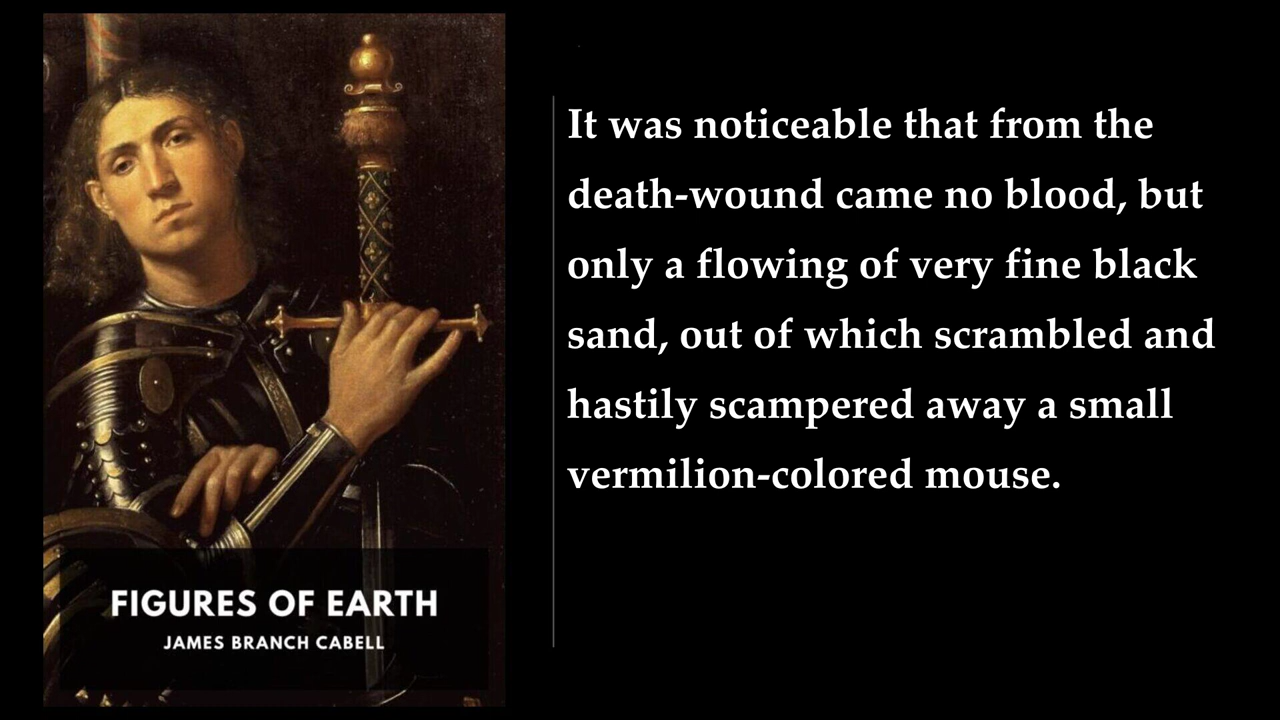 It was noticeable that from the
death-wound came no blood, but
only a flowing of very fine black
sand, out of which scrambled and
hastily scampered away a small
vermilion-colored mouse.
FIGURES OF EARTH
JAMES BRANCH CABELL